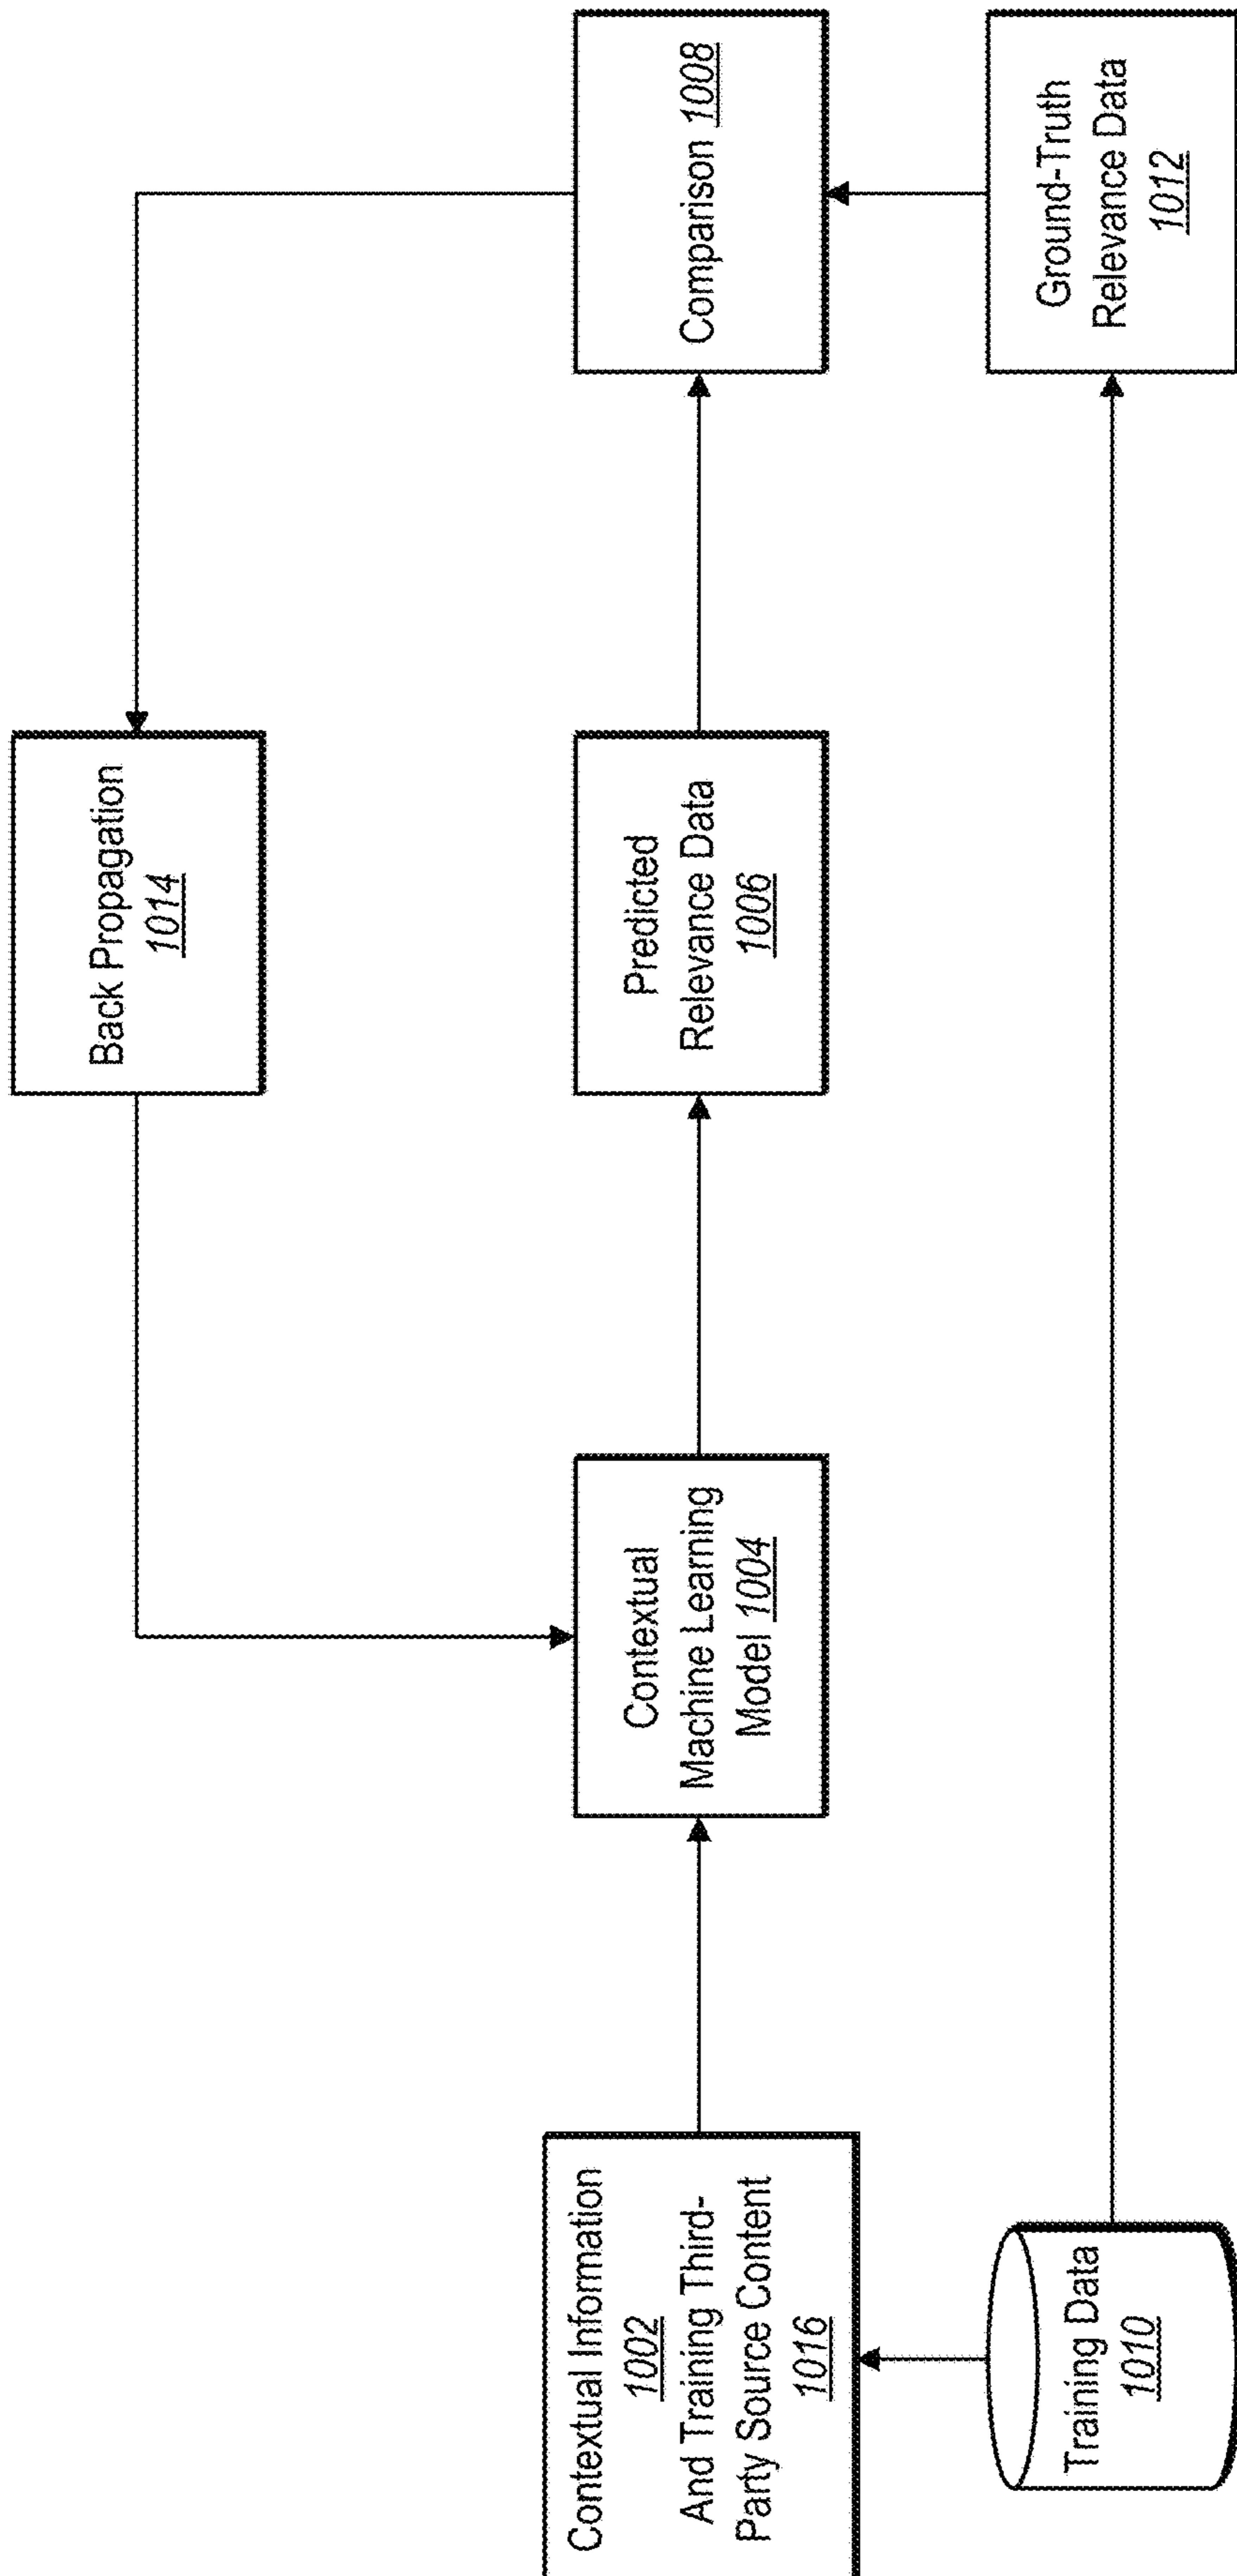 Back Propagation
1014
Contextual Information
1002
And Training Third-
Party Source Content
1016
Contextual
Machine Learning
Model 1004
Predicted
Relevance Data
1006
Comparison 1008
Training Data
1010
Ground-Truth
Relevance Data
1012